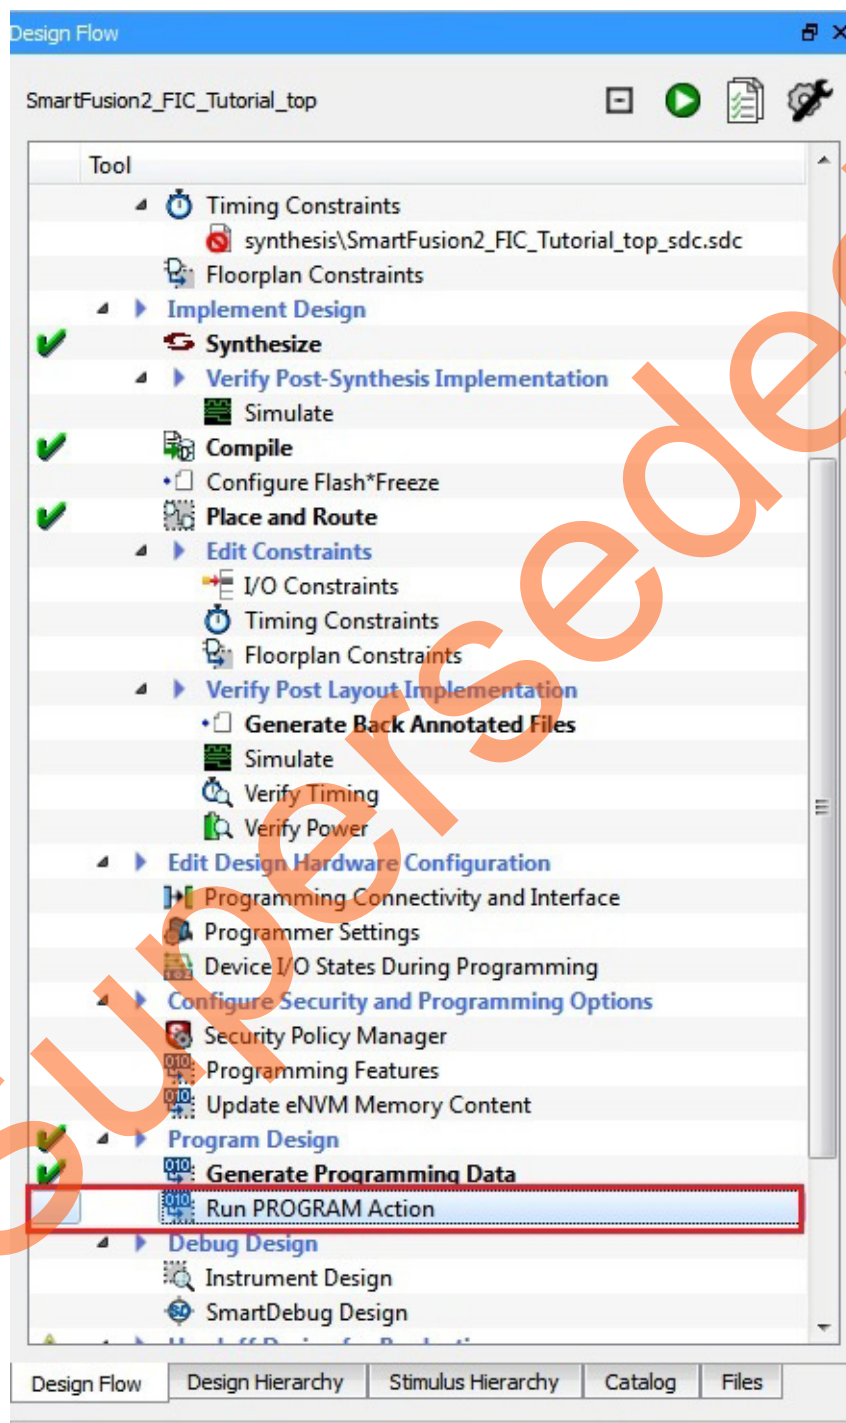 Design Flow
SmartFusion2_FIC_Tutorial_top
Tool
Timing Constraints
synthesis\SmartFusion2_FIC_Tutorial_top_sdc.sdc
Floorplan Constraints
Implement Design
Synthesize
Verify Post-Synthesis Implementation
Simulate
Compile
Configure Flash*Freeze
Place and Route
Edit Constraints
I/O Constraints
Timing Constraints
Floorplan Constraints
Verify Post Layout Implementation
Generate Back Annotated Files
Simulate
Verify Timing
Verify Power
Edit Design Hardware Configuration
Programming Connectivity and Interface
Programmer Settings
Device I/O States During Programming
Configure Security and Programming Options
Security Policy Manager
Programming Features
Update eNVM Memory Content
Program Design
Generate Programming Data
Run PROGRAM Action
Debug Design
Instrument Design
SmartDebug Design
Design Flow Design Hierarchy Stimulus Hierarchy Catalog Files
Superseded